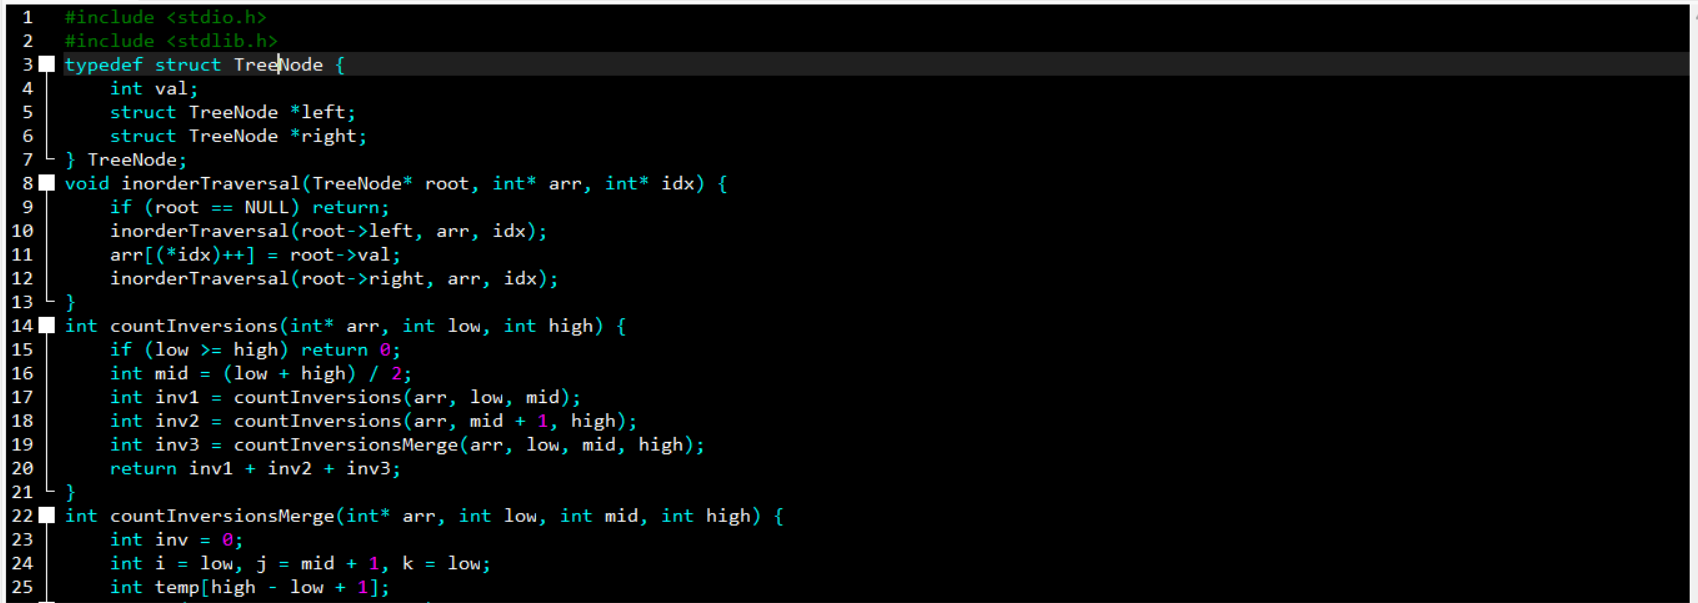 1 #include <stdio.h>
2 #include <stdlib.h>
3 typedef struct TreeNode {
4     int val;
5     struct TreeNode *left;
6     struct TreeNode *right;
7 } TreeNode;
8 void inorderTraversal(TreeNode* root, int* arr, int* idx) {
9     if (root == NULL) return;
10     inorderTraversal(root->left, arr, idx);
11     arr[(*idx)++] = root->val;
12     inorderTraversal(root->right, arr, idx);
13 }
14 int countInversions(int* arr, int low, int high) {
15     if (low >= high) return 0;
16     int mid = (low + high) / 2;
17     int inv1 = countInversions(arr, low, mid);
18     int inv2 = countInversions(arr, mid + 1, high);
19     int inv3 = countInversionsMerge(arr, low, mid, high);
20     return inv1 + inv2 + inv3;
21 }
22 int countInversionsMerge(int* arr, int low, int mid, int high) {
23     int inv = 0;
24     int i = low, j = mid + 1, k = low;
25     int temp[high - low + 1];